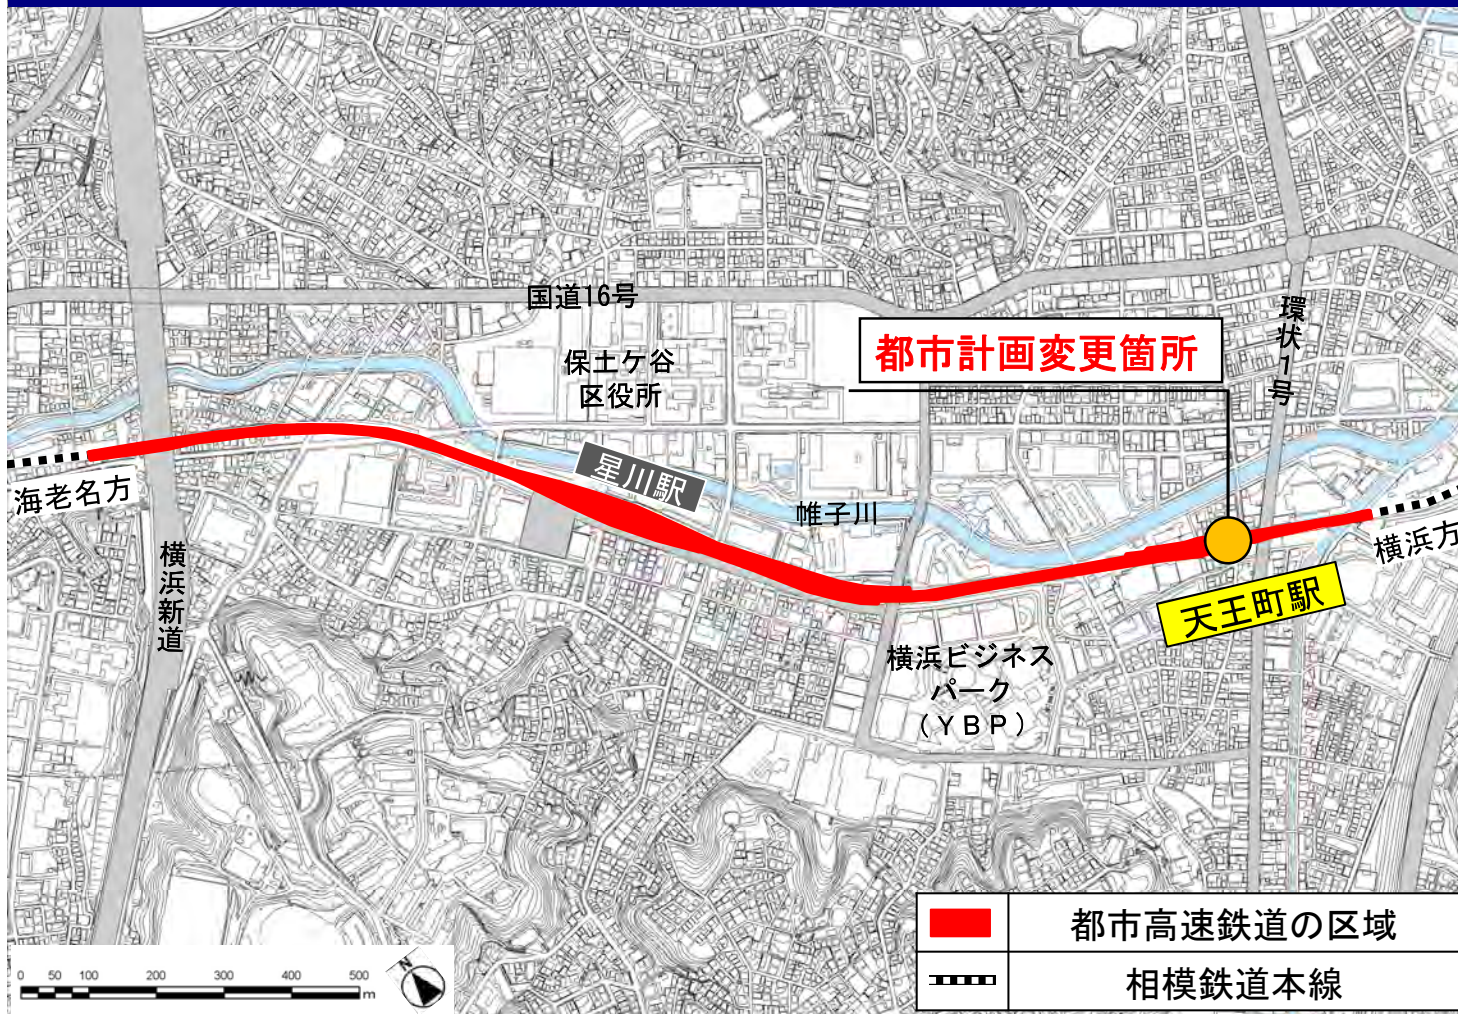 国道16号
保土ケ谷
区役所
都市計画変更箇所
環状1号
星川駅
帷子川
海老名方
横浜方
横浜新道
天王町駅
横浜ビジネス
パーク
(YBP)
都市高速鉄道の区域
相模鉄道本線
0 50 100 200 300 400 500
m
N